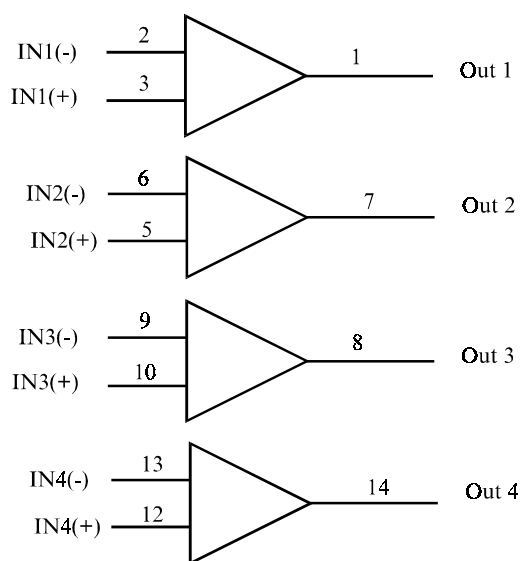 IN1(-) 2
IN1(+) 3
1 Out 1
IN2(-) 6
IN2(+) 5
7 Out 2
IN3(-) 9
IN3(+) 10
8 Out 3
IN4(-) 13
IN4(+) 12
14 Out 4